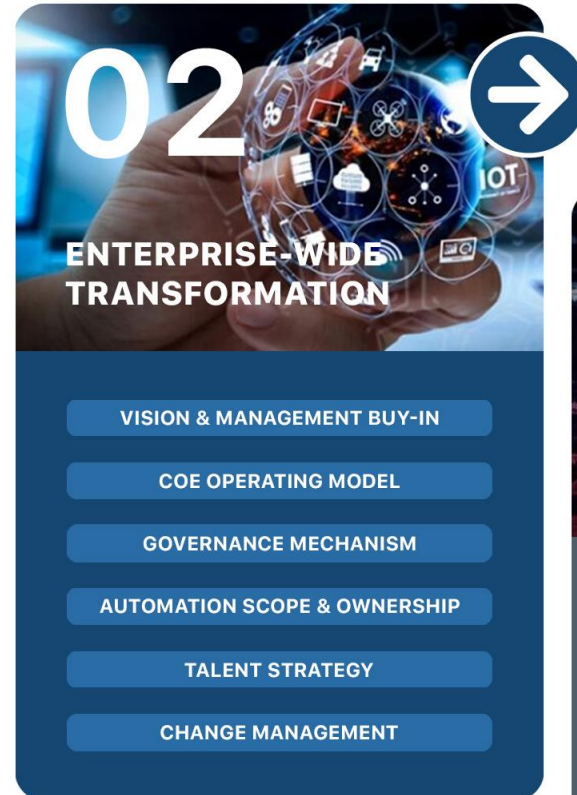 02
IOT
ENTERPRISE-WIDE
TRANSFORMATION
VISION & MANAGEMENT BUY-IN
COE OPERATING MODEL
GOVERNANCE MECHANISM
AUTOMATION SCOPE & OWNERSHIP
TALENT STRATEGY
CHANGE MANAGEMENT